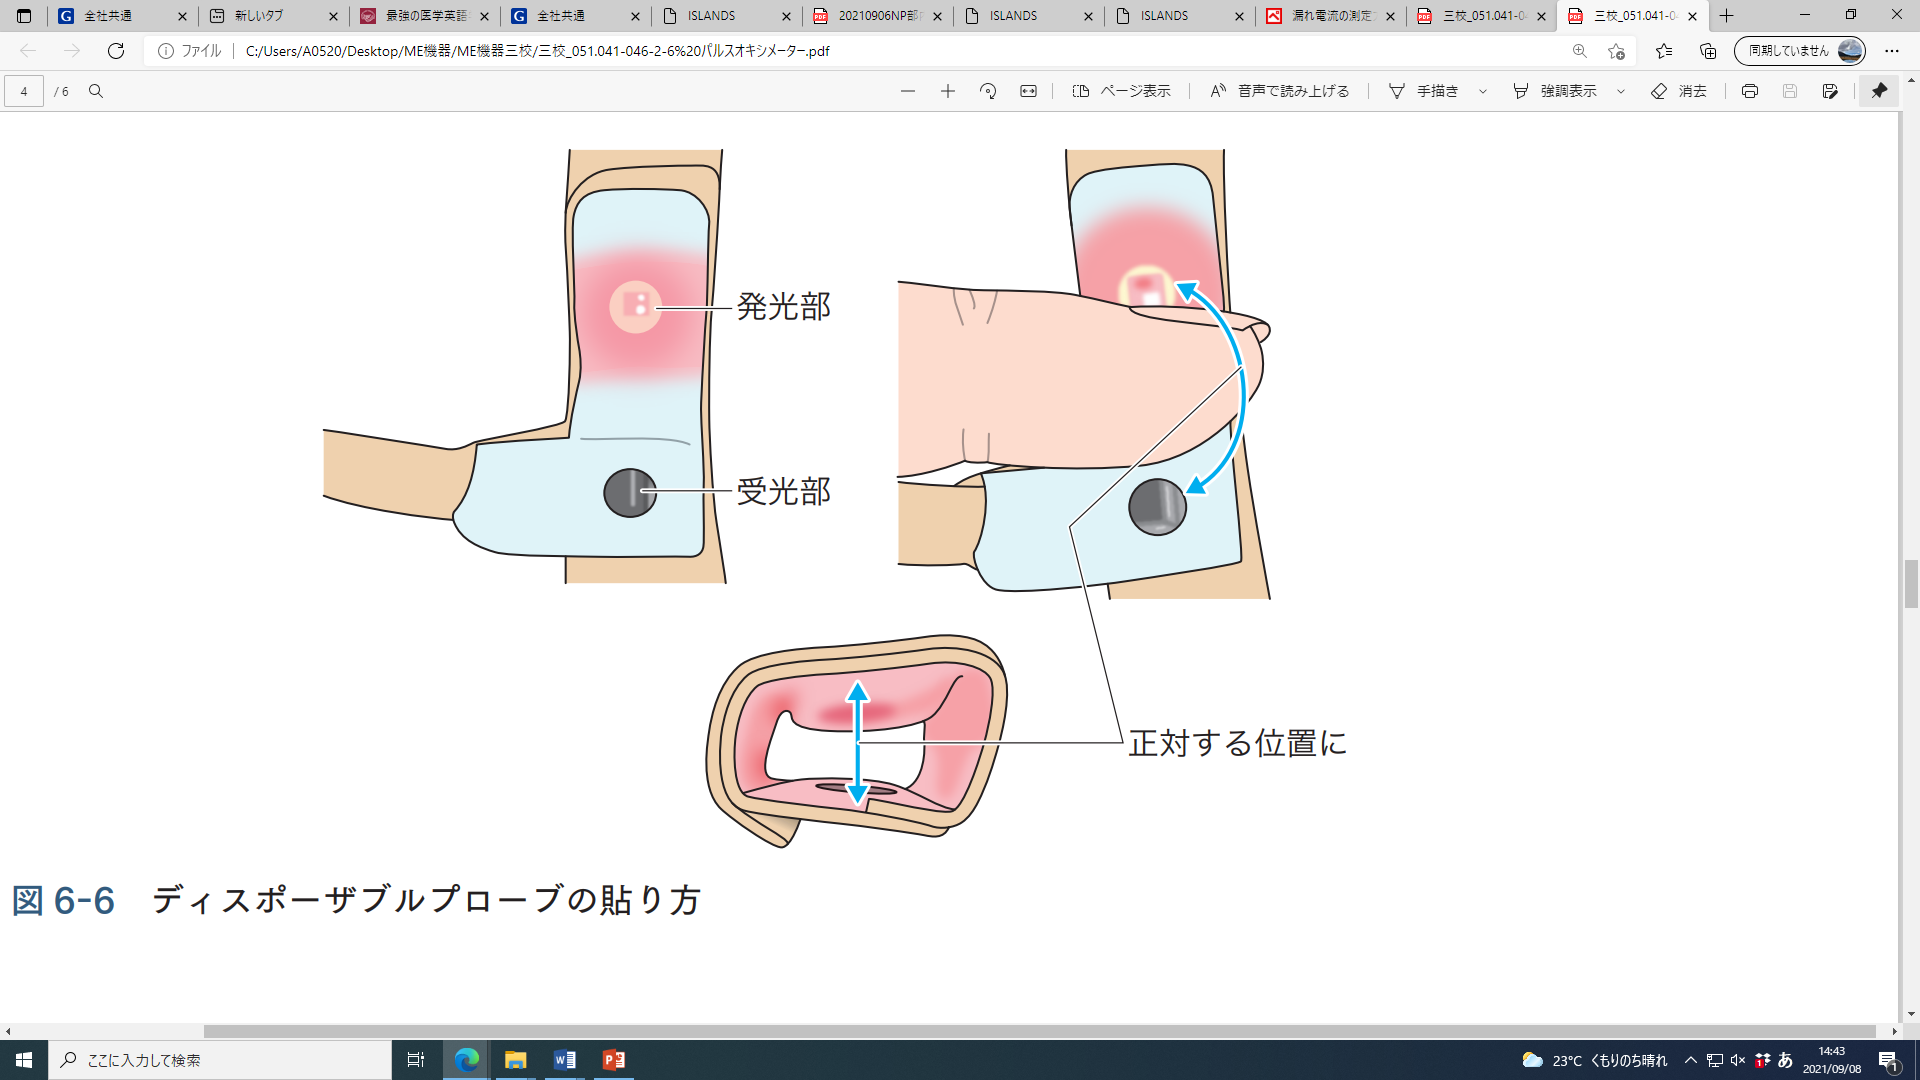 全社共通
新しいタブ
最強の医学英語
全社共通
ISLANDS
20210906NP部
ISLANDS
ISLANDS
漏れ電流の測定
三校_051.041-0
三校_051.041-0
ファイル
C:/Users/A0520/Desktop/ME機器/ME機器三校/三校_051.041-046-2-6%20パルスオキシメーター.pdf
同期していません
4 / 6
ページ表示
音声で読み上げる
手描き
強調表示
消去
発光部
受光部
正対する位置に
図 6-6 ディスポーザブルプローブの貼り方
ここに入力して検索
23°C くもりのち晴れ
あ
14:43
2021/09/08
1